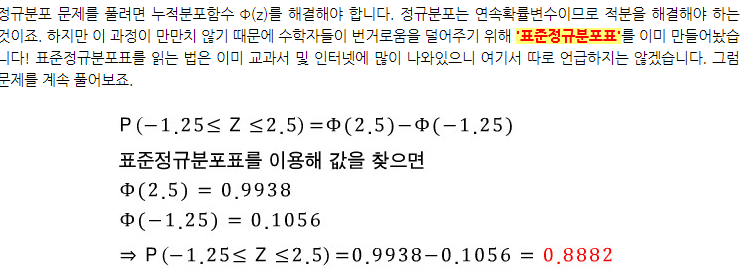 정규분포 문제를 풀려면 누적분포함수 Φ(z)를 해결해야 합니다. 정규분포는 연속확률변수이므로 적분을 해결해야 하는
것이죠. 하지만 이 과정이 만만치 않기 때문에 수학자들이 번거로움을 덜어주기 위해 '표준정규분포표'를 이미 만들어놨습
니다! 표준정규분포표를 읽는 법은 이미 교과서 및 인터넷에 많이 나와있으니 여기서 따로 언급하지는 않겠습니다. 그럼
문제를 계속 풀어보죠.
P(−1.25≤ Z ≤2.5)=Φ(2.5)−Φ(−1.25)
표준정규분포표를 이용해 값을 찾으면
Φ(2.5) = 0.9938
Φ(−1.25) = 0.1056
⇒ P(−1.25≤ Z ≤2.5)=0.9938−0.1056 = 0.8882